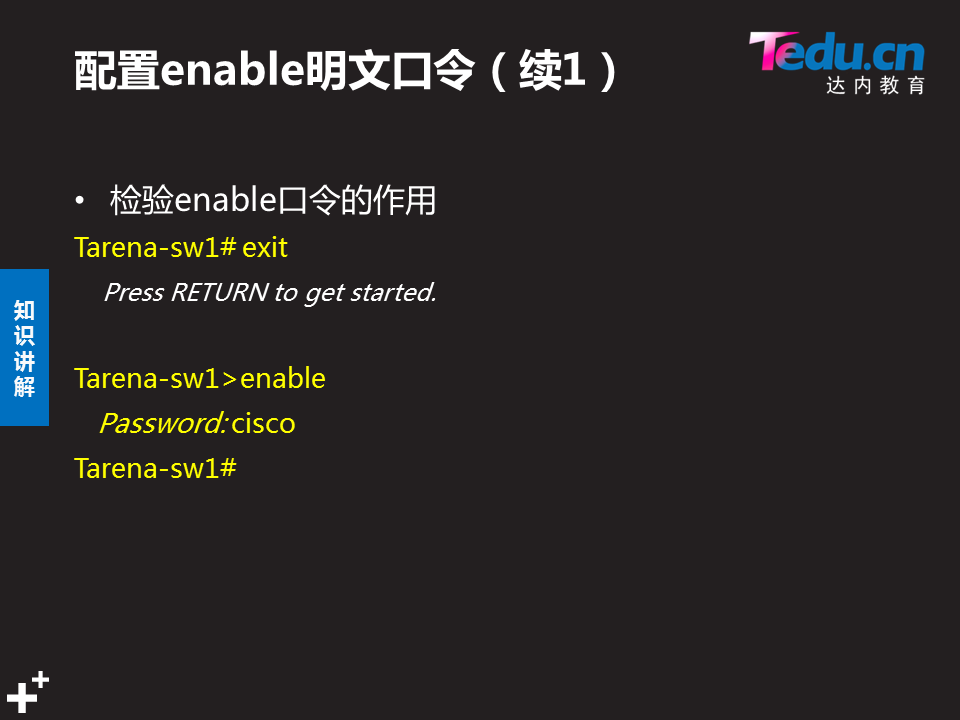 配置enable明文口令（续1）
Tedu.cn
达内教育
• 检验enable口令的作用
Tarena-sw1# exit
Press RETURN to get started.
知识讲解
Tarena-sw1>enable
Password:cisco
Tarena-sw1#